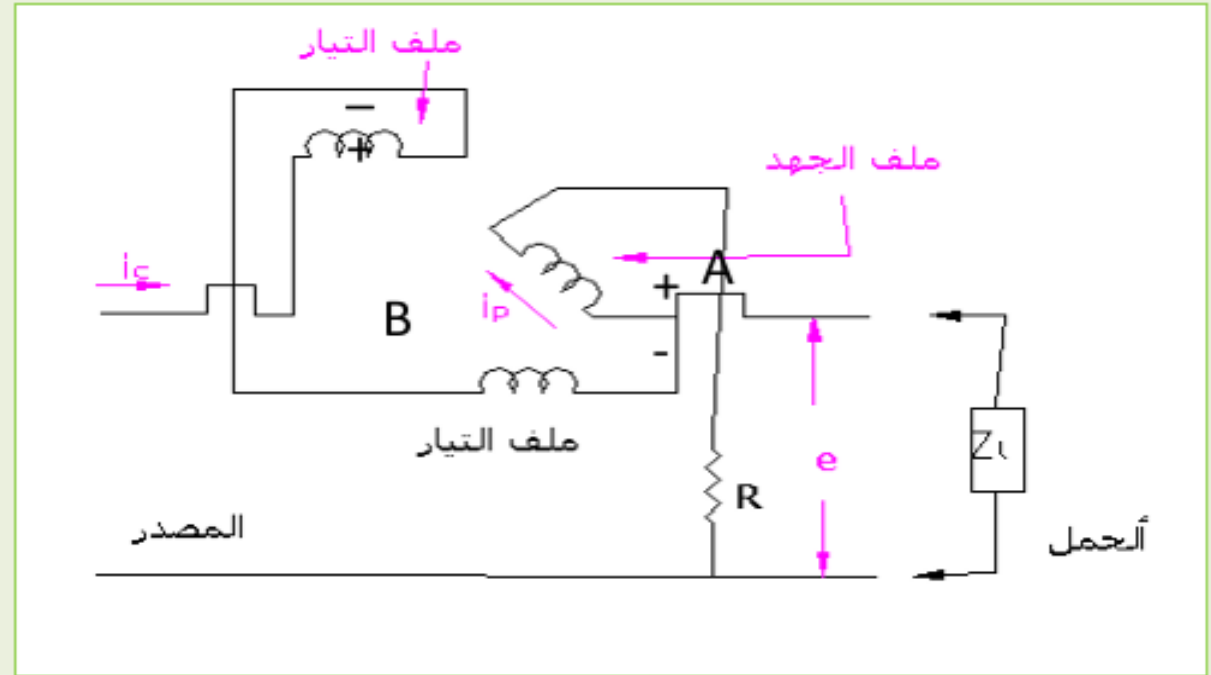 ملف التيار
−
+
ملف الجهد
A
ic
+
iP
B
-
ملف التيار
e
ZL
R
المصدر
ألحمل